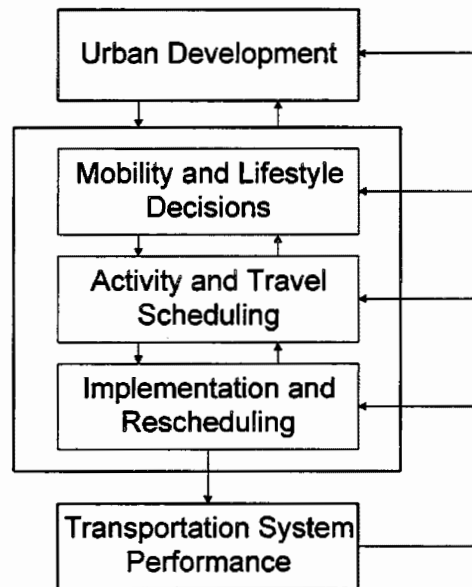 Urban Development
Mobility and Lifestyle
Decisions
Activity and Travel
Scheduling
Implementation and
Rescheduling
Transportation System
Performance